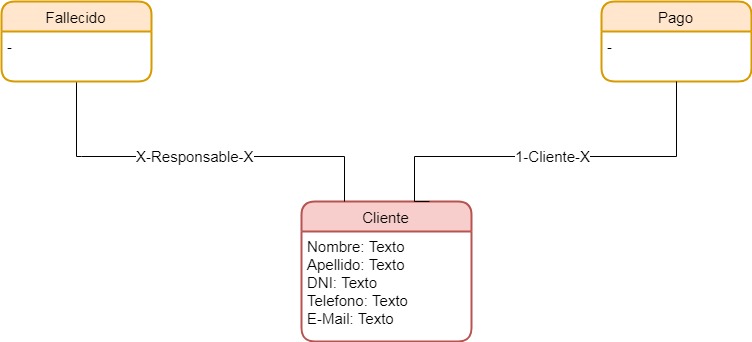 Fallecido
-
Pago
-
X-Responsable-X
1-Cliente-X
Cliente
Nombre: Texto
Apellido: Texto
DNI: Texto
Telefono: Texto
E-Mail: Texto